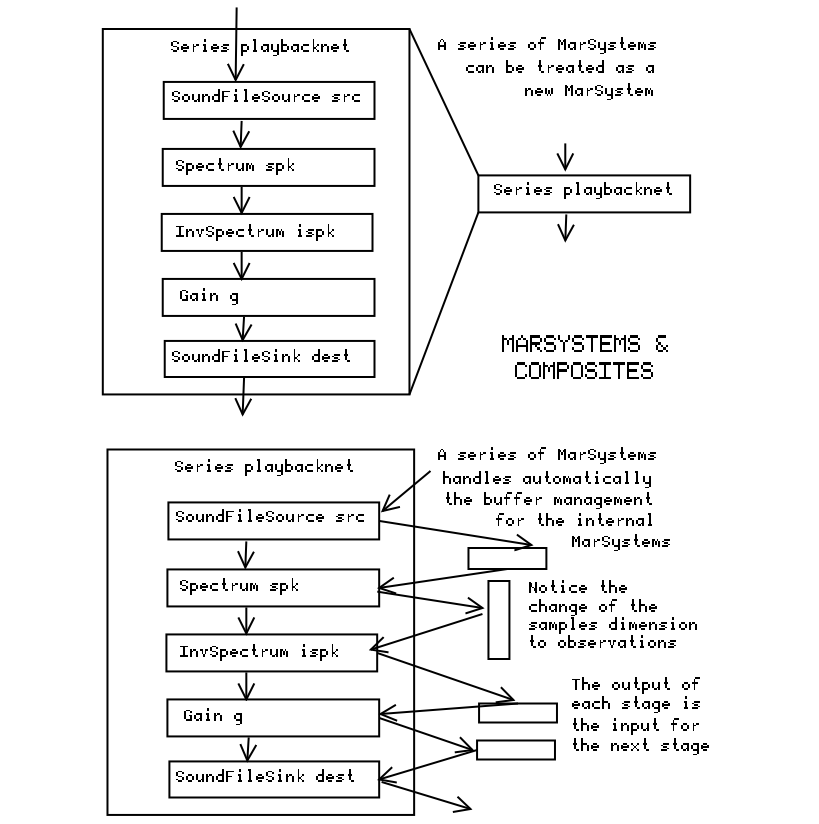 Series playbacknet
SoundFileSource src
Spectrum spk
InvSpectrum ispk
Gain g
SoundFileSink dest
A series of MarSystems
can be treated as a
new MarSystem
Series playbacknet
MARSYSTEMS &
COMPOSITES
Series playbacknet
SoundFileSource src
Spectrum spk
InvSpectrum ispk
Gain g
SoundFileSink dest
A series of MarSystems
handles automatically
the buffer management
for the internal
MarSystems
Notice the
change of the
samples dimension
to observations
The output of
each stage is
the input for
the next stage